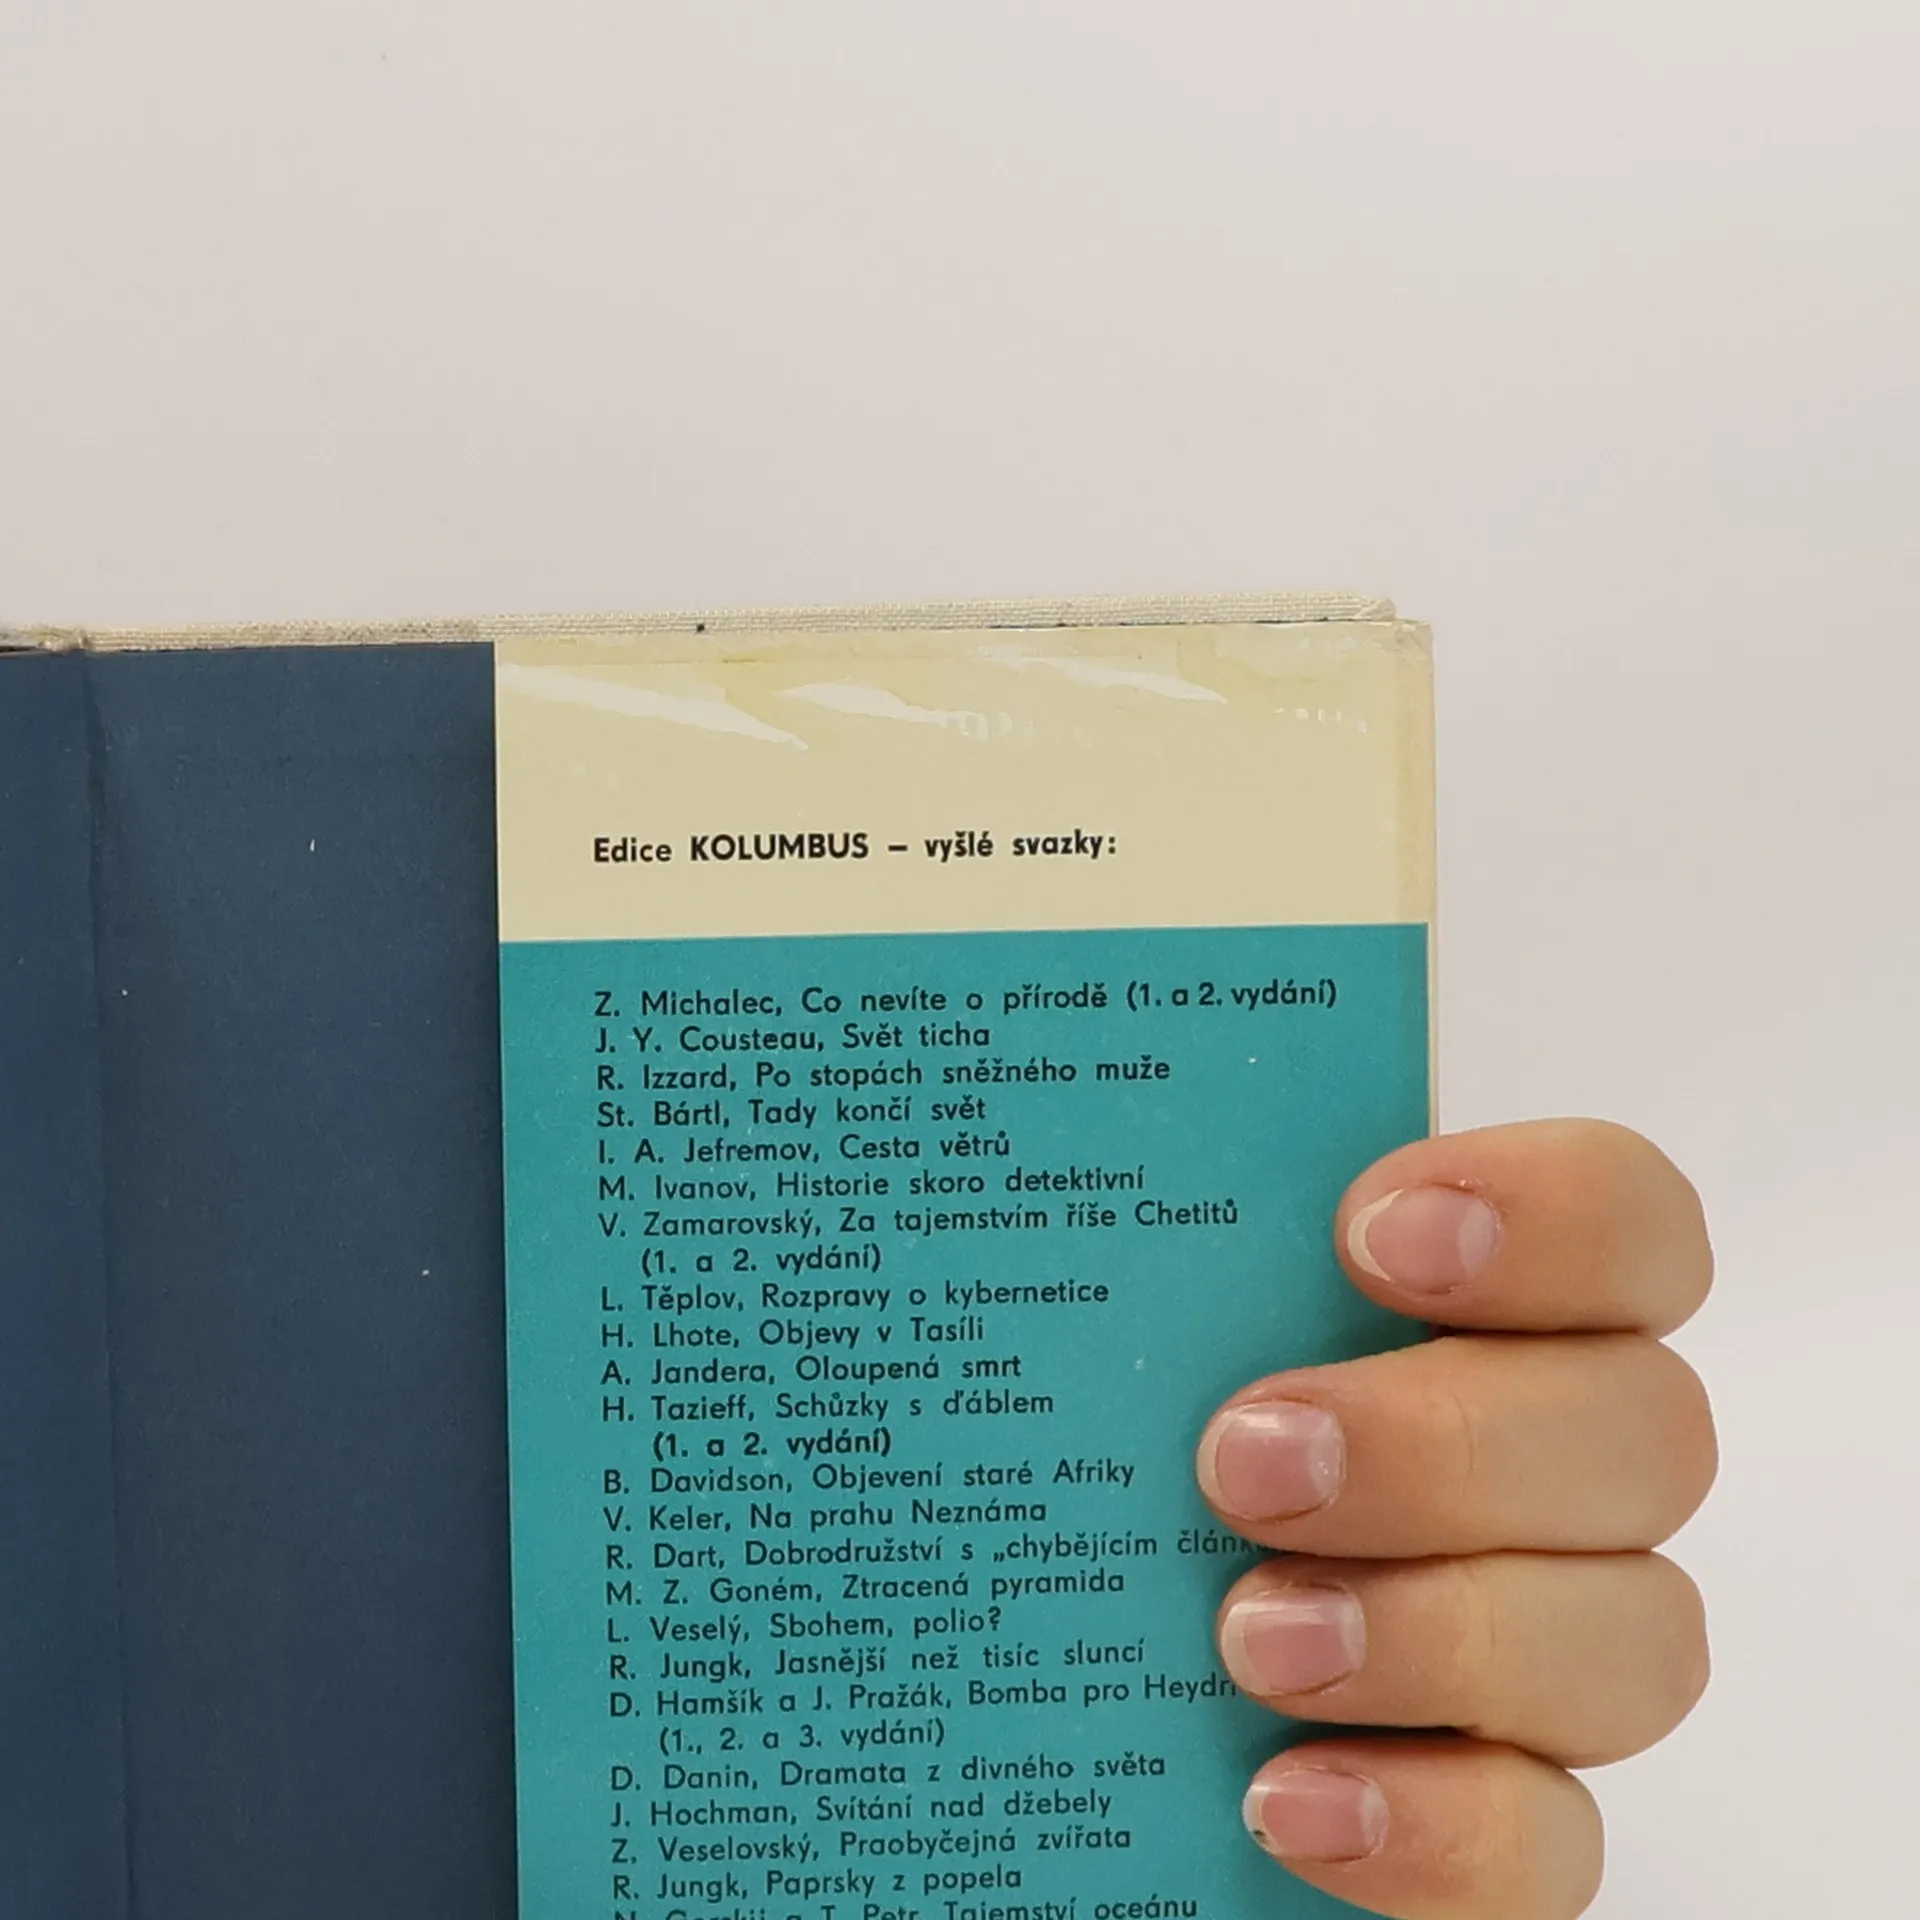 Edice KOLUMBUS – vyšlé svazky:
Z. Michalec, Co nevíte o přírodě (1. a 2. vydání)
J. Y. Cousteau, Svět ticha
R. Izzard, Po stopách sněžného muže
St. Bártl, Tady končí svět
I. A. Jefremov, Cesta větrů
M. Ivanov, Historie skoro detektivní
V. Zamarovský, Za tajemstvím říše Chetitů
(1. a 2. vydání)
L. Těplov, Rozpravy o kybernetice
H. Lhote, Objevy v Tasíli
A. Jandera, Oloupená smrt
H. Tazieff, Schůzky s ďáblem
(1. a 2. vydání)
B. Davidson, Objevení staré Afriky
V. Keler, Na prahu Neznáma
R. Dart, Dobrodružství s „chybějícím
M. Z. Goném, Ztracená pyramida
L. Veselý, Sbohem, polio?
R. Jungk, Jasnější než tisíc sluncí
D. Hamšík a J. Pražák, Bomba pro
(1., 2. a 3. vydání)
D. Danin, Dramata z divného světa
J. Hochman, Svítání nad džebely
Z. Veselovský, Praobyčejná zvířata
R. Jungk, Paprsky z popela
a T. Petr, Tajemství oceánu